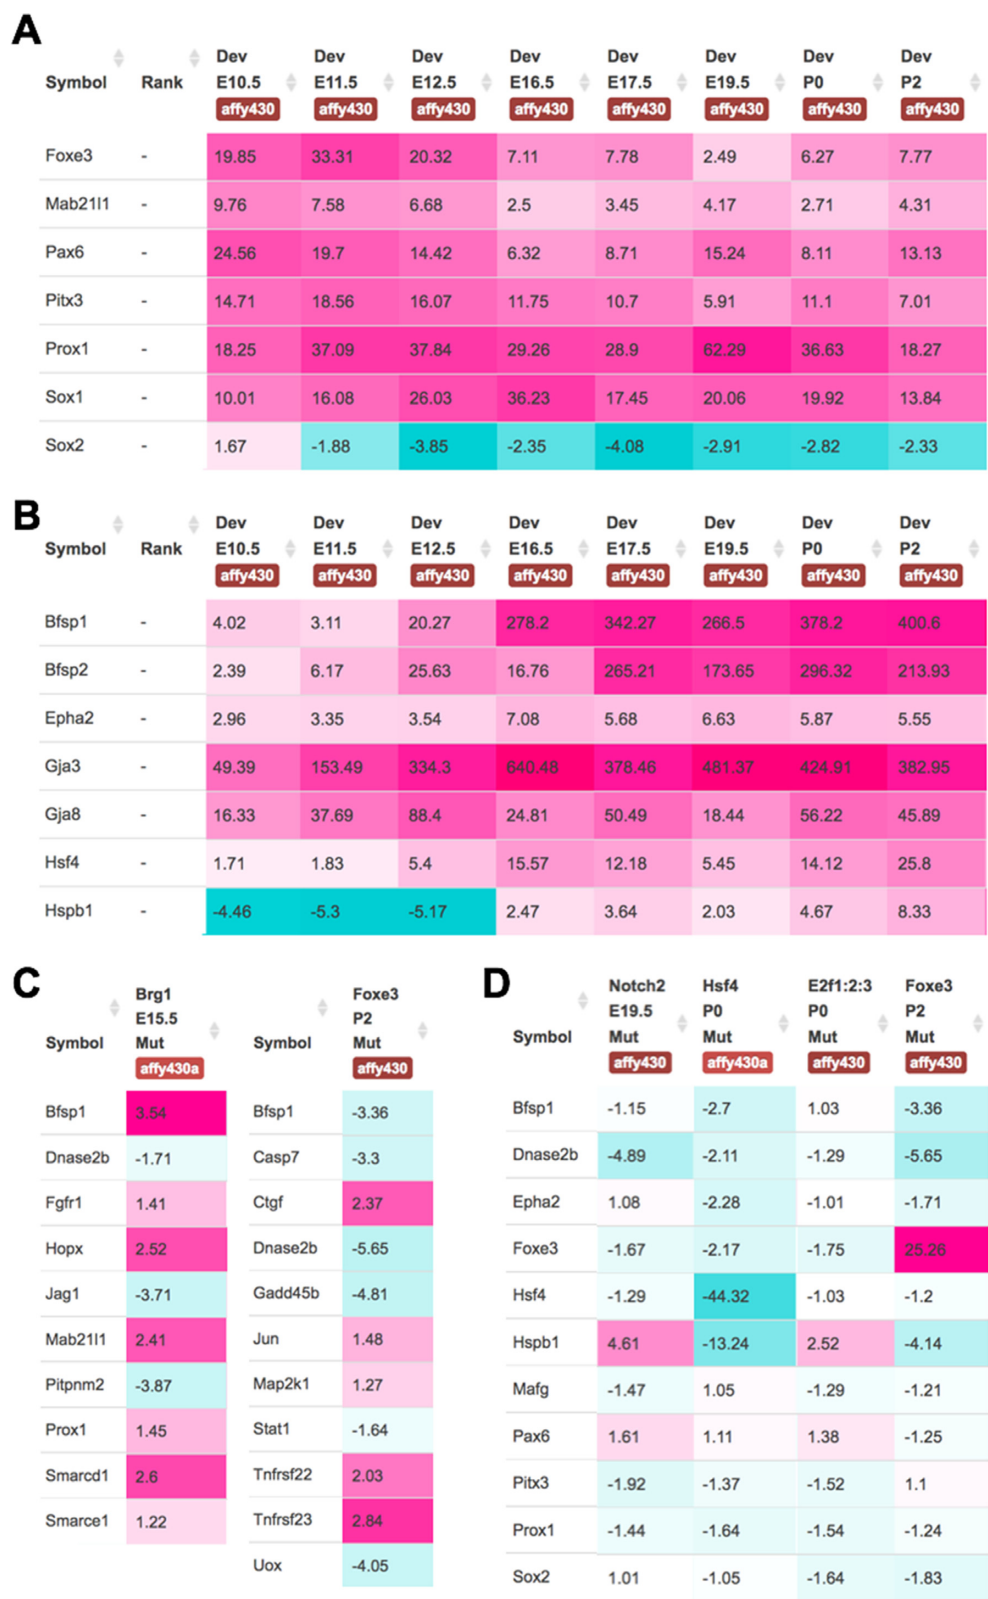 A
Symbol Rank Dev E10.5 affy430 Dev E11.5 affy430 Dev E12.5 affy430 Dev E16.5 affy430 Dev E17.5 affy430 Dev E19.5 affy430 Dev P0 affy430 Dev P2 affy430
Foxe3 - 19.85 33.31 20.32 7.11 7.78 2.49 6.27 7.77
Mab21l1 - 9.76 7.58 6.68 2.5 3.45 4.17 2.71 4.31
Pax6 - 24.56 19.7 14.42 6.32 8.71 15.24 8.11 13.13
Pitx3 - 14.71 18.56 16.07 11.75 10.7 5.91 11.1 7.01
Prox1 - 18.25 37.09 37.84 29.26 28.9 62.29 36.63 18.27
Sox1 - 10.01 16.08 26.03 36.23 17.45 20.06 19.92 13.84
Sox2 - 1.67 -1.88 -3.85 -2.35 -4.08 -2.91 -2.82 -2.33
B
Symbol Rank Dev E10.5 affy430 Dev E11.5 affy430 Dev E12.5 affy430 Dev E16.5 affy430 Dev E17.5 affy430 Dev E19.5 affy430 Dev P0 affy430 Dev P2 affy430
Bfsp1 - 4.02 3.11 20.27 278.2 342.27 266.5 378.2 400.6
Bfsp2 - 2.39 6.17 25.63 16.76 265.21 173.65 296.32 213.93
Epha2 - 2.96 3.35 3.54 7.08 5.68 6.63 5.87 5.55
Gja3 - 49.39 153.49 334.3 640.48 378.46 481.37 424.91 382.95
Gja8 - 16.33 37.69 88.4 24.81 50.49 18.44 56.22 45.89
Hsf4 - 1.71 1.83 5.4 15.57 12.18 5.45 14.12 25.8
Hspb1 - -4.46 -5.3 -5.17 2.47 3.64 2.03 4.67 8.33
C
Symbol Brg1 E15.5 Mut affy430a
Bfsp1 3.54
Dnase2b -1.71
Fgfr1 1.41
Hopx 2.52
Jag1 -3.71
Mab21l1 2.41
Pitpnm2 -3.87
Prox1 1.45
Smarcd1 2.6
Smarce1 1.22
Symbol Foxe3 P2 Mut affy430
Bfsp1 -3.36
Casp7 -3.3
Ctgf 2.37
Dnase2b -5.65
Gadd45b -4.81
Jun 1.48
Map2k1 1.27
Stat1 -1.64
Tnfrsf22 2.03
Tnfrsf23 2.84
Uox -4.05
D
Symbol Notch2 E19.5 Mut affy430 Hsf4 P0 Mut affy430a E2f1:2:3 P0 Mut affy430 Foxe3 P2 Mut affy430
Bfsp1 -1.15 -2.7 1.03 -3.36
Dnase2b -4.89 -2.11 -1.29 -5.65
Epha2 1.08 -2.28 -1.01 -1.71
Foxe3 -1.67 -2.17 -1.75 25.26
Hsf4 -1.29 -44.32 -1.03 -1.2
Hspb1 4.61 -13.24 2.52 -4.14
Mafg -1.47 1.05 -1.29 -1.21
Pax6 1.61 1.11 1.38 -1.25
Pitx3 -1.92 -1.37 -1.52 1.1
Prox1 -1.44 -1.64 -1.54 -1.24
Sox2 1.01 -1.05 -1.64 -1.83